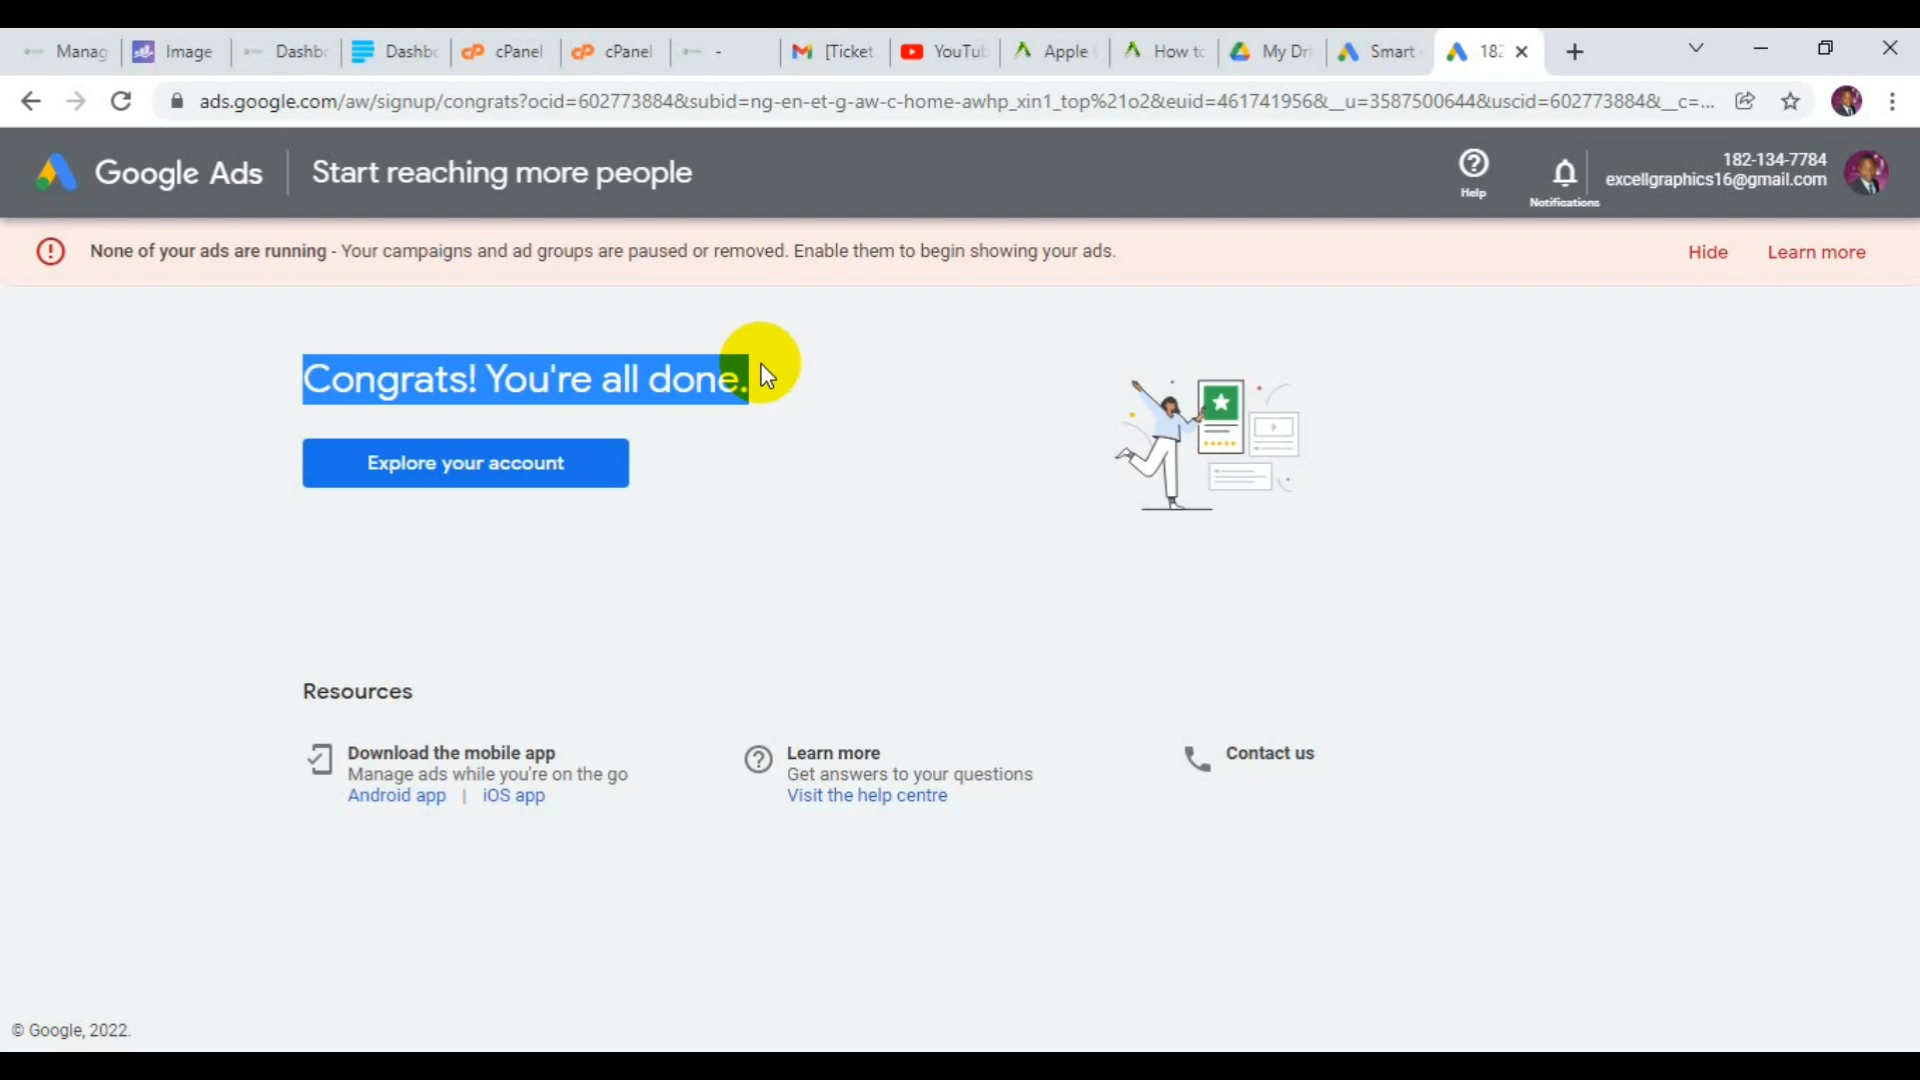 Manag
Image
Dashb
Dashb
cPanel
cPanel
-
[Ticket
YouTu
Apple
How to
My Dri
Smart
182
ads.google.com/aw/signup/congrats?ocid=602773884&subid=ng-en-et-g-aw-c-home-awhp_xin1_top%21o2&euid=461741956&__u=3587500644&uscid=602773884&__c=...
Google Ads
Start reaching more people
Help
Notifications
182-134-7784
excellgraphics16@gmail.com
None of your ads are running - Your campaigns and ad groups are paused or removed. Enable them to begin showing your ads.
Hide
Learn more
Congrats! You're all done.
Explore your account
Resources
Download the mobile app
Manage ads while you're on the go
Android app | iOS app
Learn more
Get answers to your questions
Visit the help centre
Contact us
© Google, 2022.